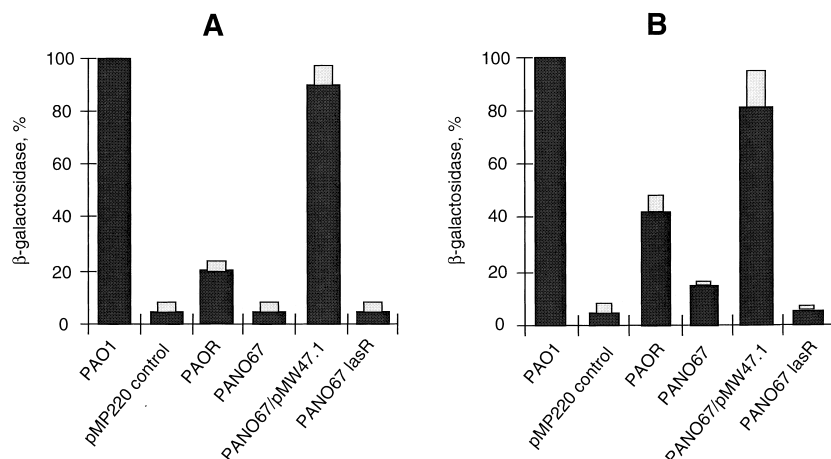 A
β-galactosidase, %
100
80
60
40
20
0
PAO1
pMP220 control
PAOR
PANO67
PANO67/pMW47.1
PANO67 lasR
B
β-galactosidase, %
100
80
60
40
20
0
PAO1
pMP220 control
PAOR
PANO67
PANO67/pMW47.1
PANO67 lasR